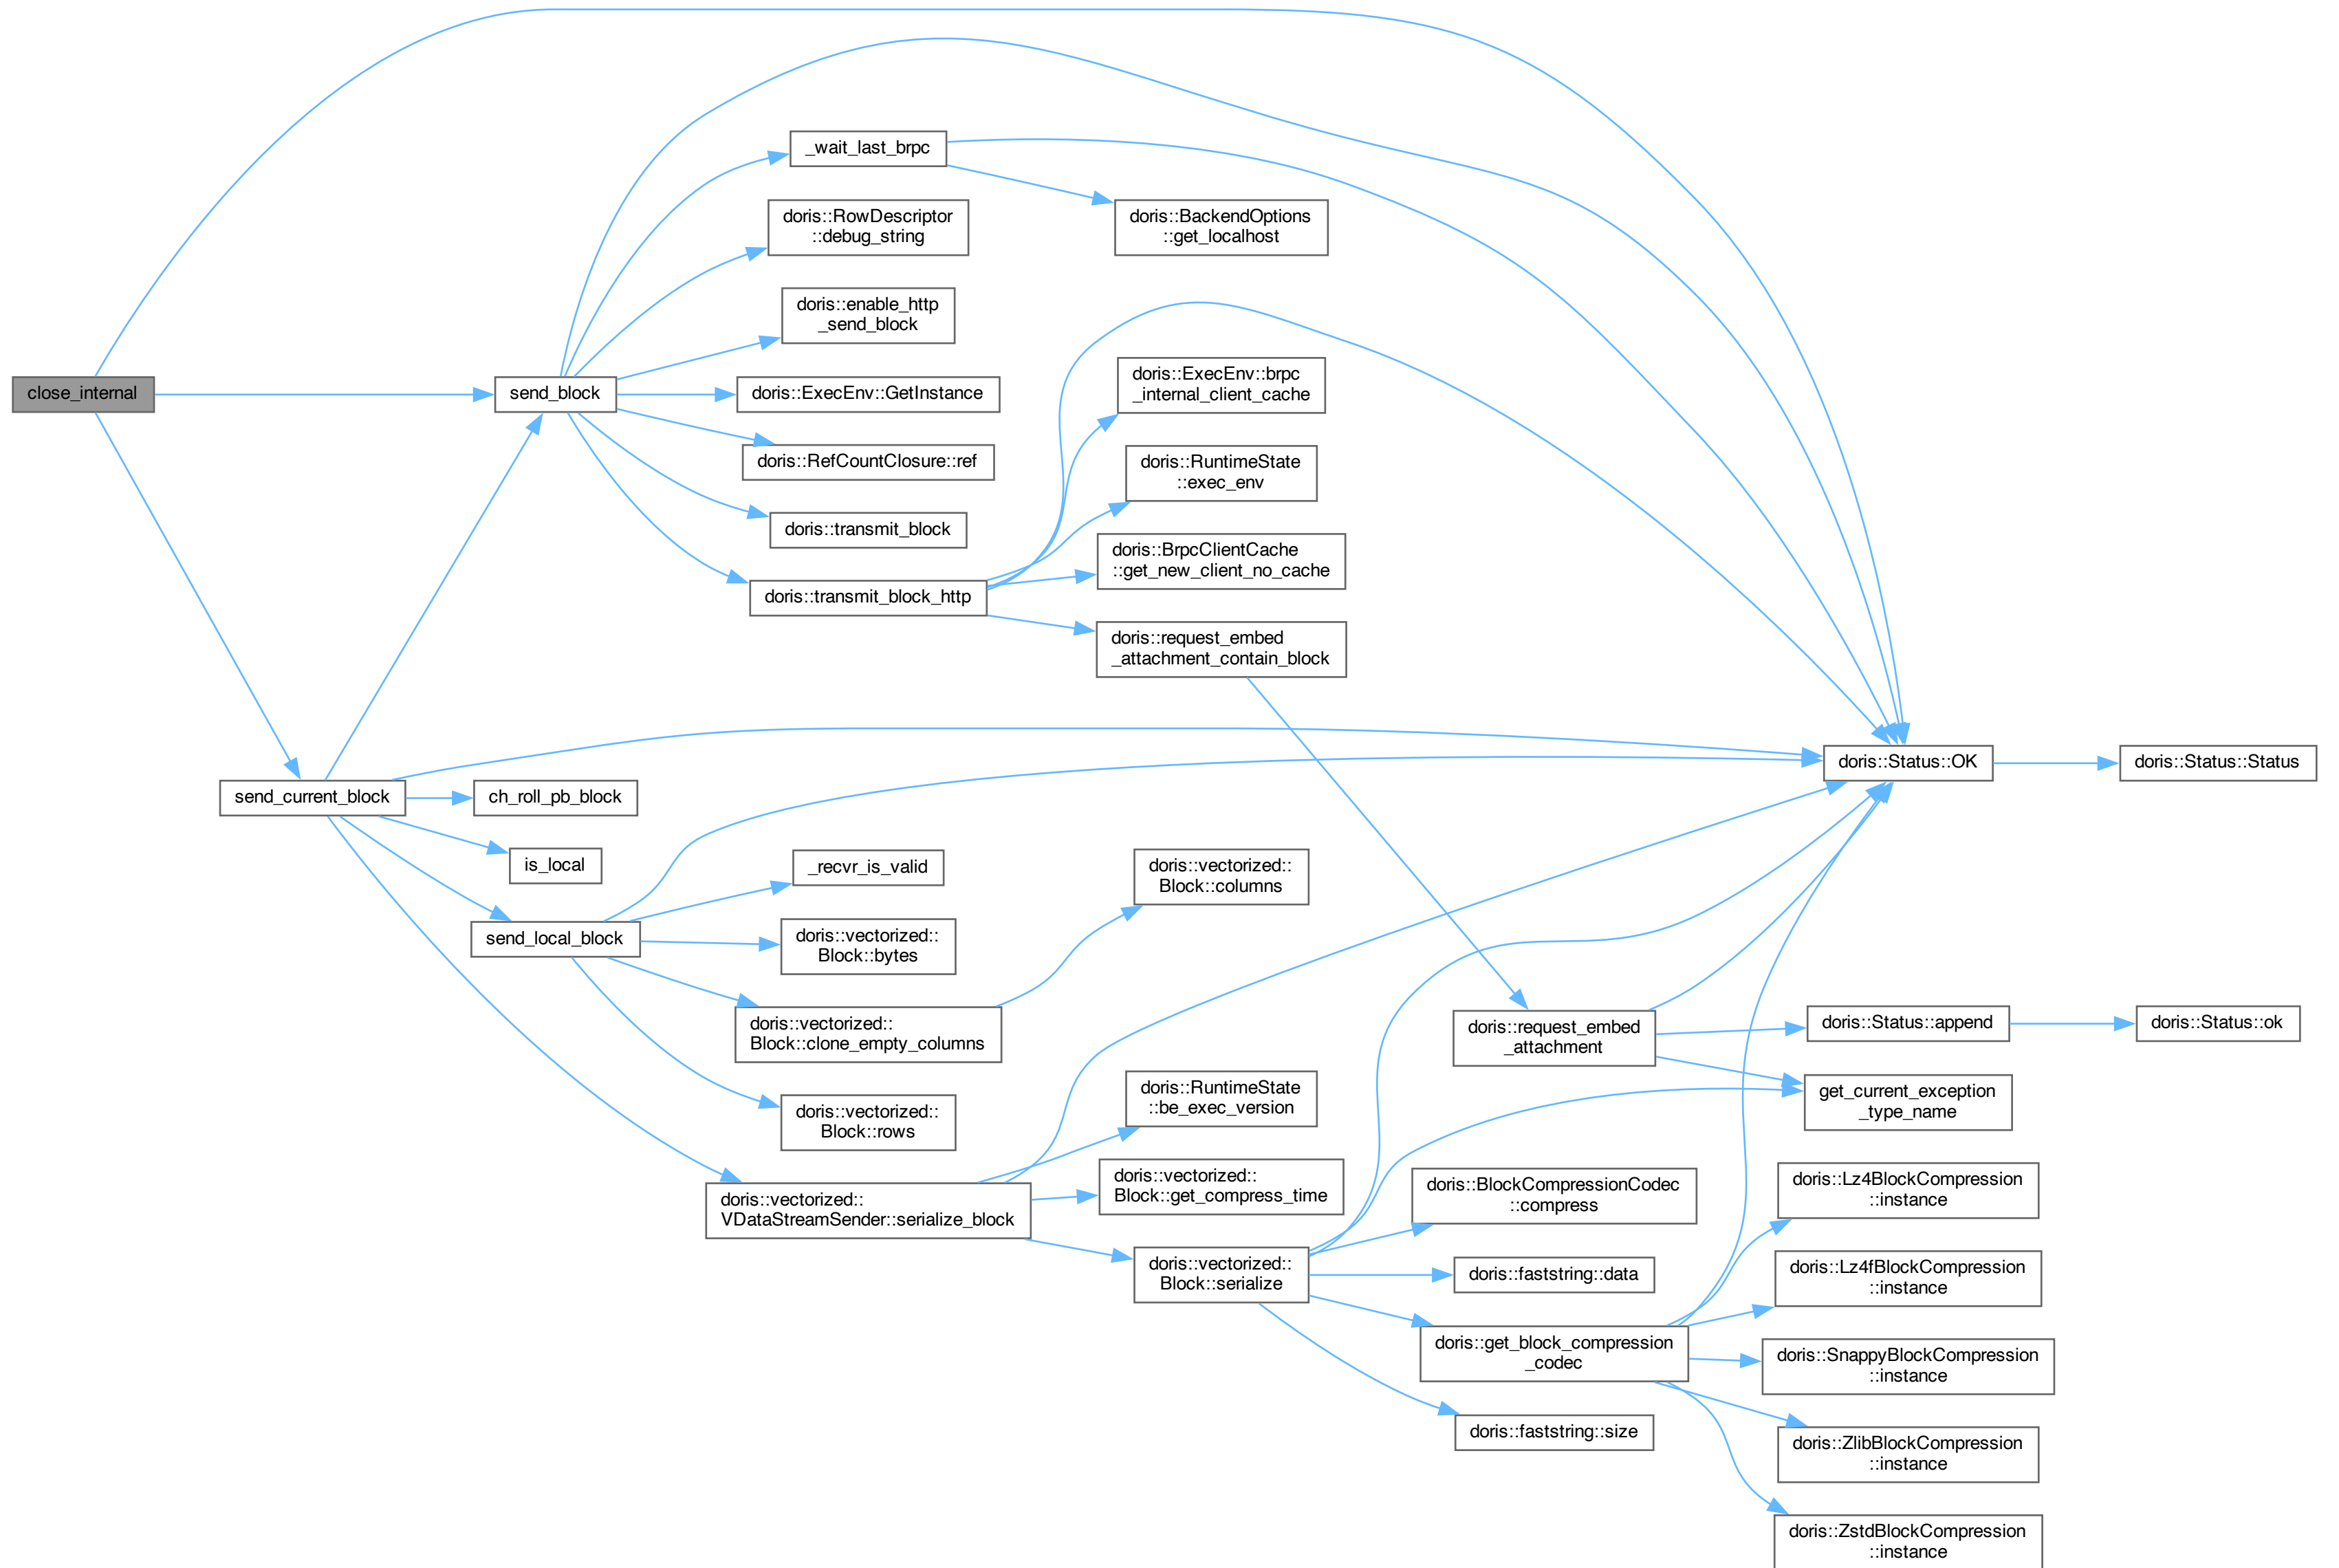 close_internal
send_block
_wait_last_brpc
doris::RowDescriptor
::debug_string
doris::enable_http
_send_block
doris::ExecEnv::GetInstance
doris::RefCountClosure::ref
doris::transmit_block
doris::transmit_block_http
doris::BackendOptions
::get_localhost
doris::ExecEnv::brpc
_internal_client_cache
doris::RuntimeState
::exec_env
doris::BrpcClientCache
::get_new_client_no_cache
doris::request_embed
_attachment_contain_block
doris::Status::OK
doris::Status::Status
send_current_block
ch_roll_pb_block
is_local
send_local_block
_recvr_is_valid
doris::vectorized::
Block::bytes
doris::vectorized::
Block::clone_empty_columns
doris::vectorized::
Block::rows
doris::vectorized::
Block::columns
doris::vectorized::
VDataStreamSender::serialize_block
doris::RuntimeState
::be_exec_version
doris::vectorized::
Block::get_compress_time
doris::vectorized::
Block::serialize
doris::request_embed
_attachment
doris::Status::append
doris::Status::ok
get_current_exception
_type_name
doris::BlockCompressionCodec
::compress
doris::faststring::data
doris::get_block_compression
_codec
doris::faststring::size
doris::Lz4BlockCompression
::instance
doris::Lz4fBlockCompression
::instance
doris::SnappyBlockCompression
::instance
doris::ZlibBlockCompression
::instance
doris::ZstdBlockCompression
::instance